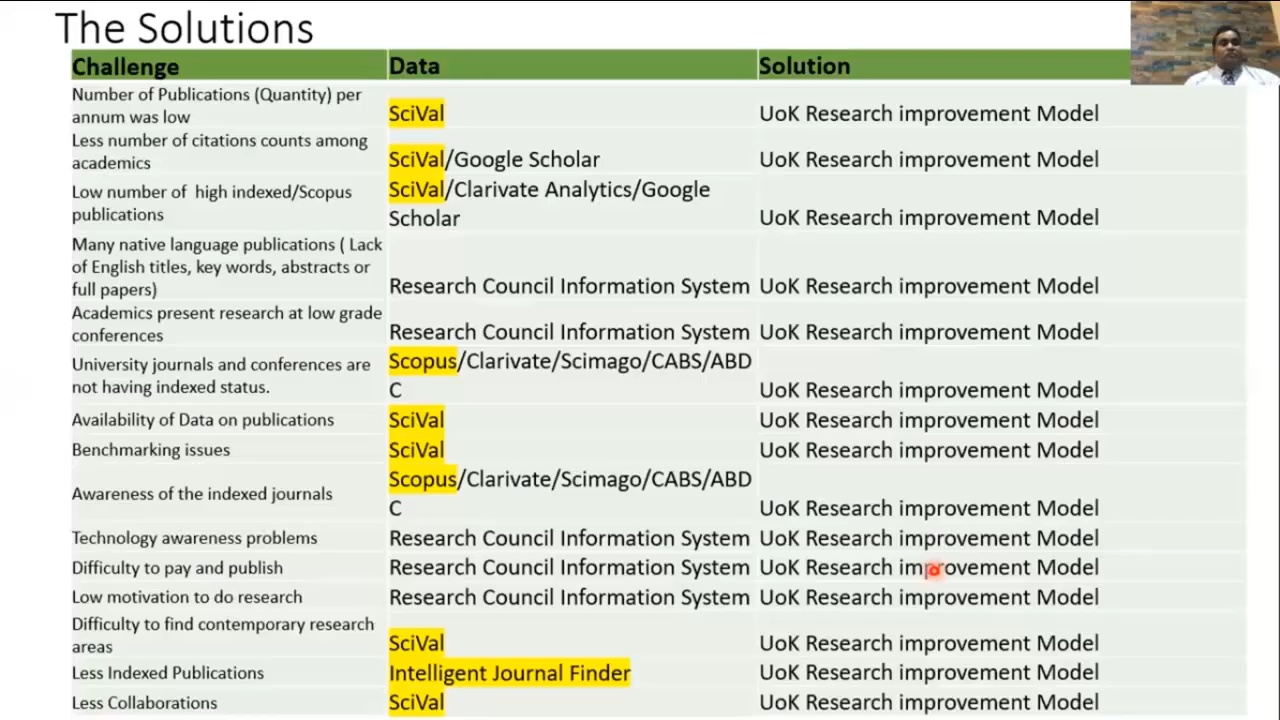 The Solutions
Challenge Data Solution
Number of Publications (Quantity) per
annum was low
SciVal UoK Research improvement Model
Less number of citations counts among
academics
SciVal/Google Scholar UoK Research improvement Model
Low number of high indexed/Scopus
publications
SciVal/Clarivate Analytics/Google
Scholar UoK Research improvement Model
Many native language publications ( Lack
of English titles, key words, abstracts or
full papers)
Research Council Information System UoK Research improvement Model
Academics present research at low grade
conferences
Research Council Information System UoK Research improvement Model
University journals and conferences are
not having indexed status.
Scopus/Clarivate/Scimago/CABS/ABD
C UoK Research improvement Model
Availability of Data on publications SciVal UoK Research improvement Model
Benchmarking issues SciVal UoK Research improvement Model
Awareness of the indexed journals
Scopus/Clarivate/Scimago/CABS/ABD
C UoK Research improvement Model
Technology awareness problems Research Council Information System UoK Research improvement Model
Difficulty to pay and publish Research Council Information System UoK Research improvement Model
Low motivation to do research Research Council Information System UoK Research improvement Model
Difficulty to find contemporary research
areas
SciVal UoK Research improvement Model
Less Indexed Publications Intelligent Journal Finder UoK Research improvement Model
Less Collaborations SciVal UoK Research improvement Model